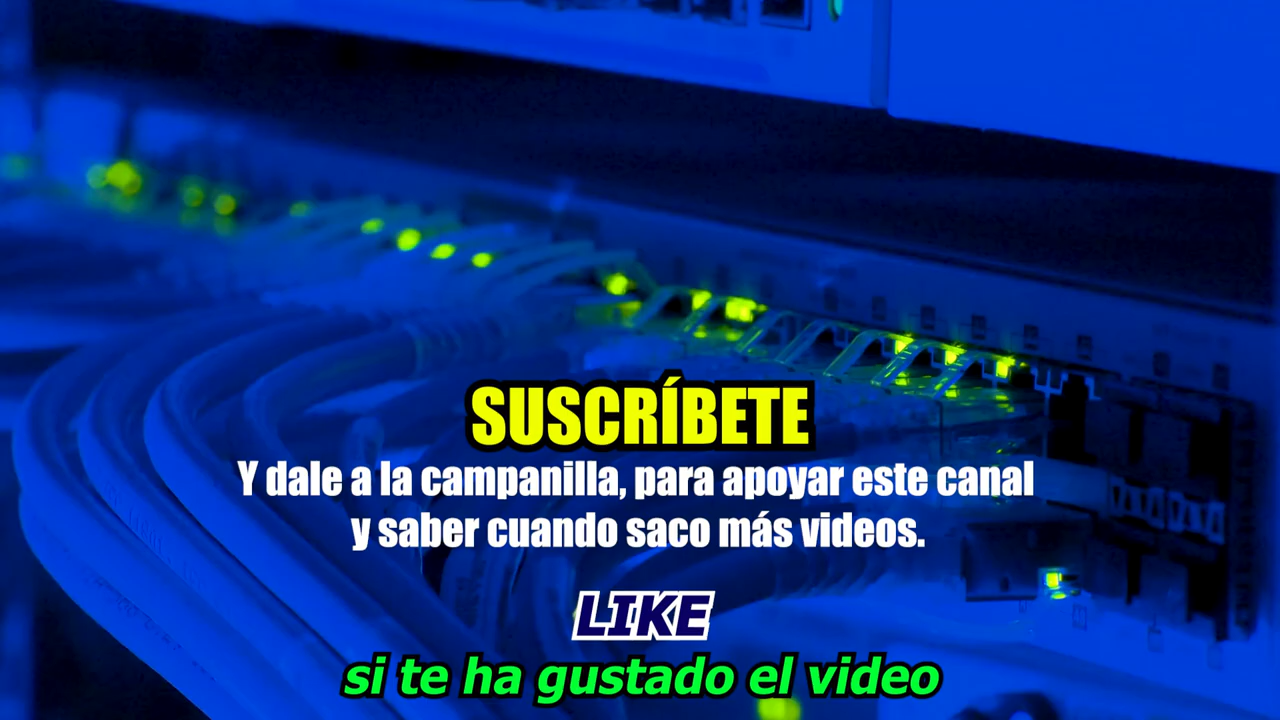 SUSCRÍBETE
Y dale a la campanilla, para apoyar este canal
y saber cuando saco más videos.
LIKE
si te ha gustado el video